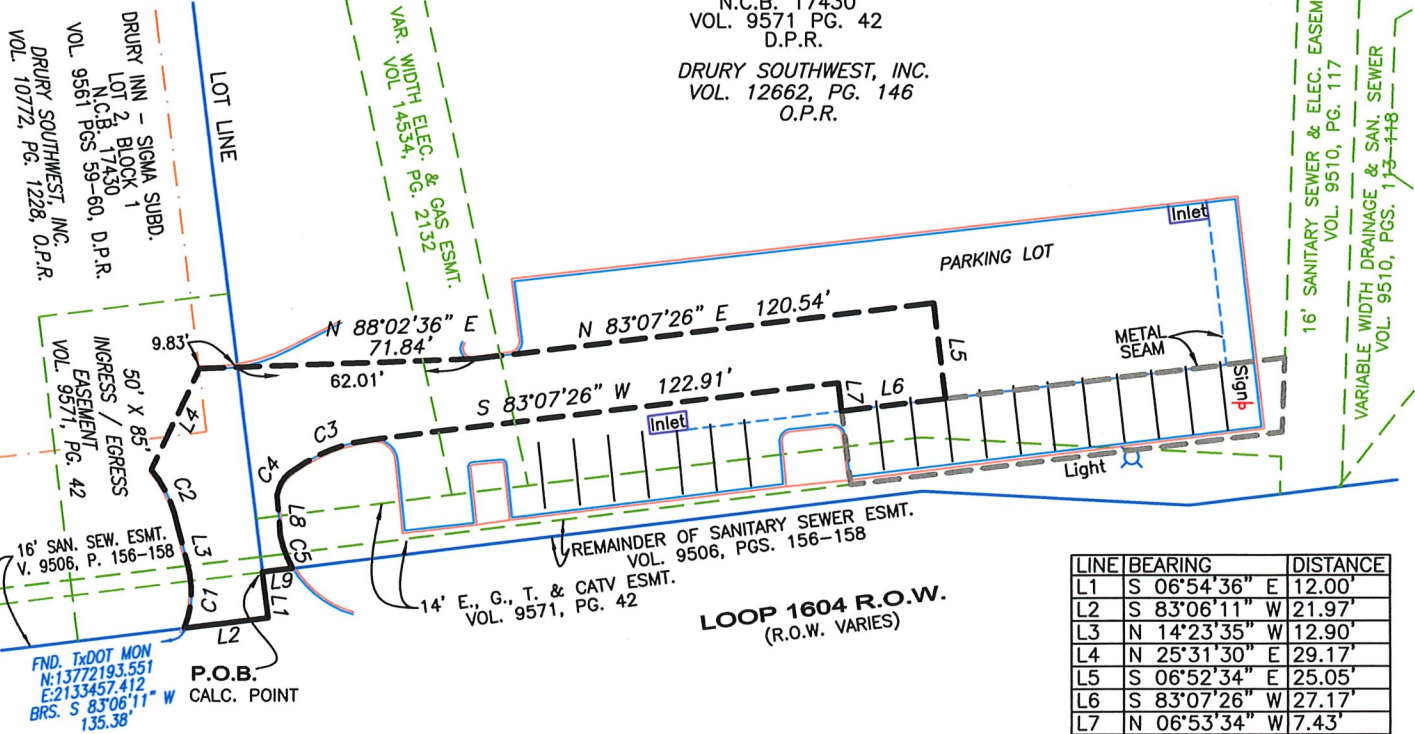 N.C.B. 17430
VOL. 9571 PG. 42
D.P.R.
DRURY SOUTHWEST, INC.
VOL. 12662, PG. 146
O.P.R.
DRURY INN – SIGMA SUBD.
LOT 2, BLOCK 1
N.C.B. 17430
VOL. 9561 PGS 59–60, D.P.R.
DRURY SOUTHWEST, INC.
VOL. 10772, PG. 1228, O.P.R.
LOT LINE
VAR. WIDTH ELEC. & GAS ESMT.
VOL 14534, PG. 2132
16' SANITARY SEWER & ELEC. EASEM
VOL. 9510, PG. 117
VARIABLE WIDTH DRAINAGE & SAN. SEWER
VOL. 9510, PGS. 113–118
Inlet
PARKING LOT
METAL
SEAM
Sign
Light
N 88°02'36" E
71.84'
62.01'
9.83'
N 83°07'26" E 120.54'
L5
S 83°07'26" W 122.91'
L7
L6
Inlet
C3
C4
L8
C5
L4
C2
L3
C1
L9
L1
L2
50' X 85'
INGRESS / EGRESS
EASEMENT
VOL. 9571, PG. 42
16' SAN. SEW. ESMT.
V. 9506, P. 156–158
REMAINDER OF SANITARY SEWER ESMT.
VOL. 9506, PGS. 156–158
14' E., G., T. & CATV ESMT.
VOL. 9571, PG. 42
LOOP 1604 R.O.W.
(R.O.W. VARIES)
FND. TxDOT MON
N:13772193.551
E:2133457.412
BRS. S 83°06'11" W
135.38'
P.O.B.
CALC. POINT
LINE BEARING DISTANCE
L1 S 06°54'36" E 12.00'
L2 S 83°06'11" W 21.97'
L3 N 14°23'35" W 12.90'
L4 N 25°31'30" E 29.17'
L5 S 06°52'34" E 25.05'
L6 S 83°07'26" W 27.17'
L7 N 06°53'34" W 7.43'